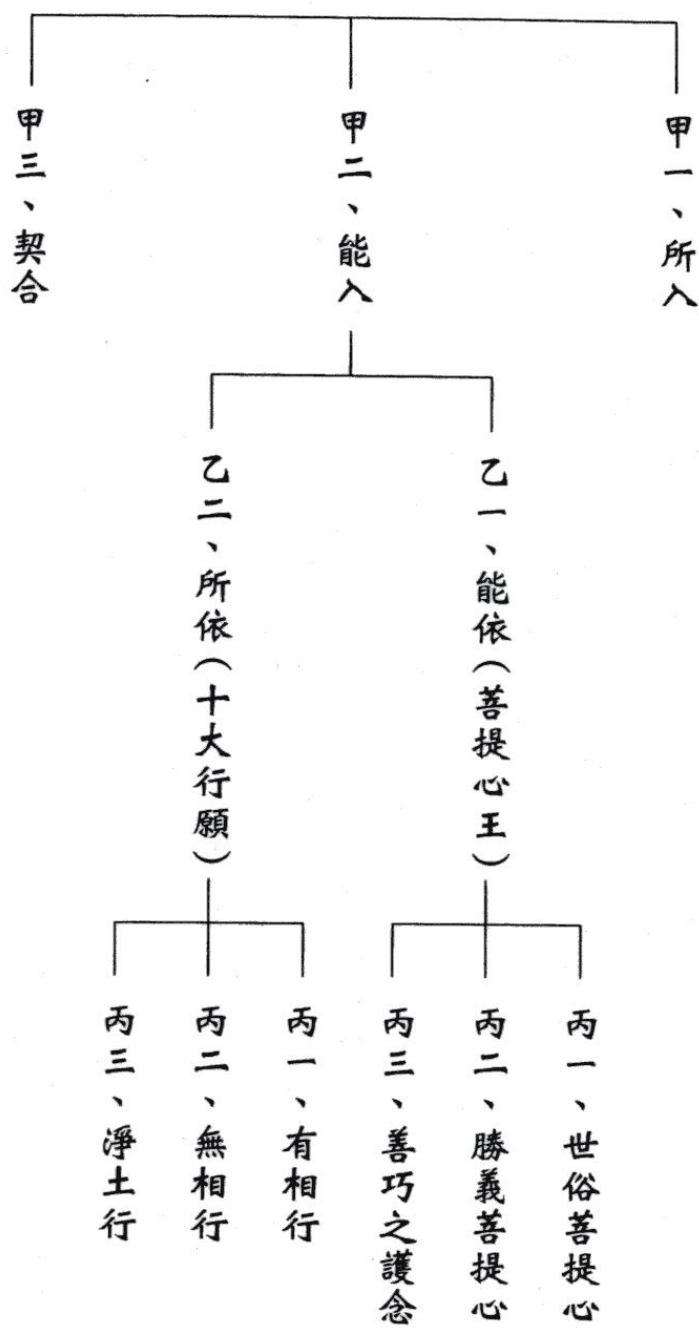 甲一、所入
甲二、能入
甲三、契合
乙一、能依（菩提心王）
乙二、所依（十大行願）
丙一、世俗菩提心
丙二、勝義菩提心
丙三、善巧之護念
丙一、有相行
丙二、無相行
丙三、淨土行